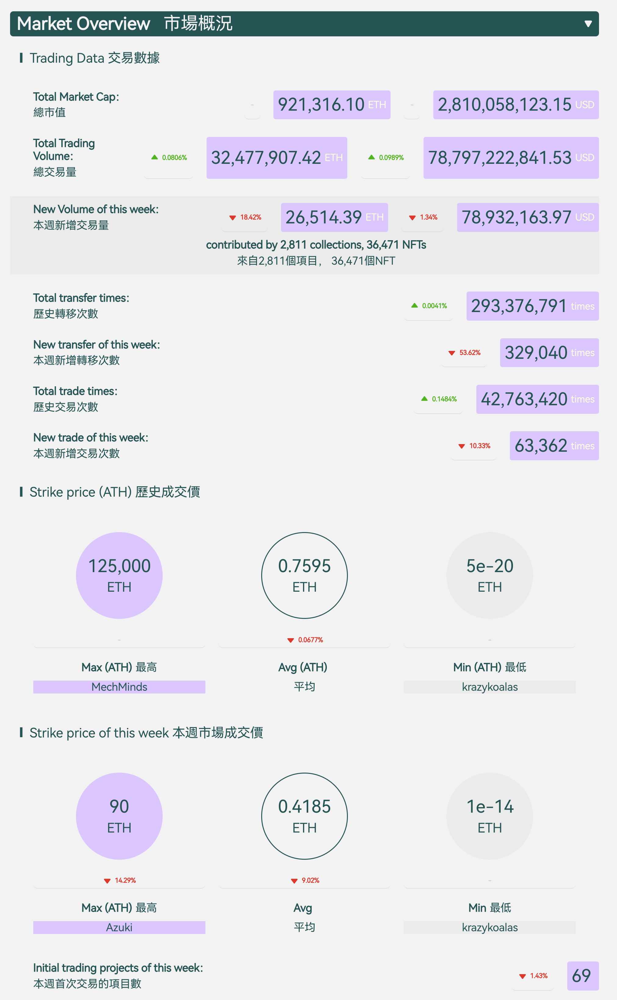 Market Overview 市場概況
Trading Data 交易數據
Total Market Cap:
總市值
- 921,316.10 ETH - 2,810,058,123.15 USD
Total Trading
Volume:
總交易量
0.0806% 32,477,907.42 ETH 0.0989% 78,797,222,841.53 USD
New Volume of this week:
本週新增交易量
18.42% 26,514.39 ETH 1.34% 78,932,163.97 USD
contributed by 2,811 collections, 36,471 NFTs
來自2,811個項目， 36,471個NFT
Total transfer times:
歷史轉移次數
0.0041% 293,376,791 times
New transfer of this week:
本週新增轉移次數
53.62% 329,040 times
Total trade times:
歷史交易次數
0.1484% 42,763,420 times
New trade of this week:
本週新增交易次數
10.33% 63,362 times
Strike price (ATH) 歷史成交價
125,000 0.7595 5e-20
ETH ETH ETH
- 0.0677% -
Max (ATH) 最高 Avg (ATH) Min (ATH) 最低
MechMinds 平均 krazykoalas
Strike price of this week 本週市場成交價
90 0.4185 1e-14
ETH ETH ETH
14.29% 9.02% -
Max (ATH) 最高 Avg Min 最低
Azuki 平均 krazykoalas
Initial trading projects of this week:
本週首次交易的項目數
1.43% 69